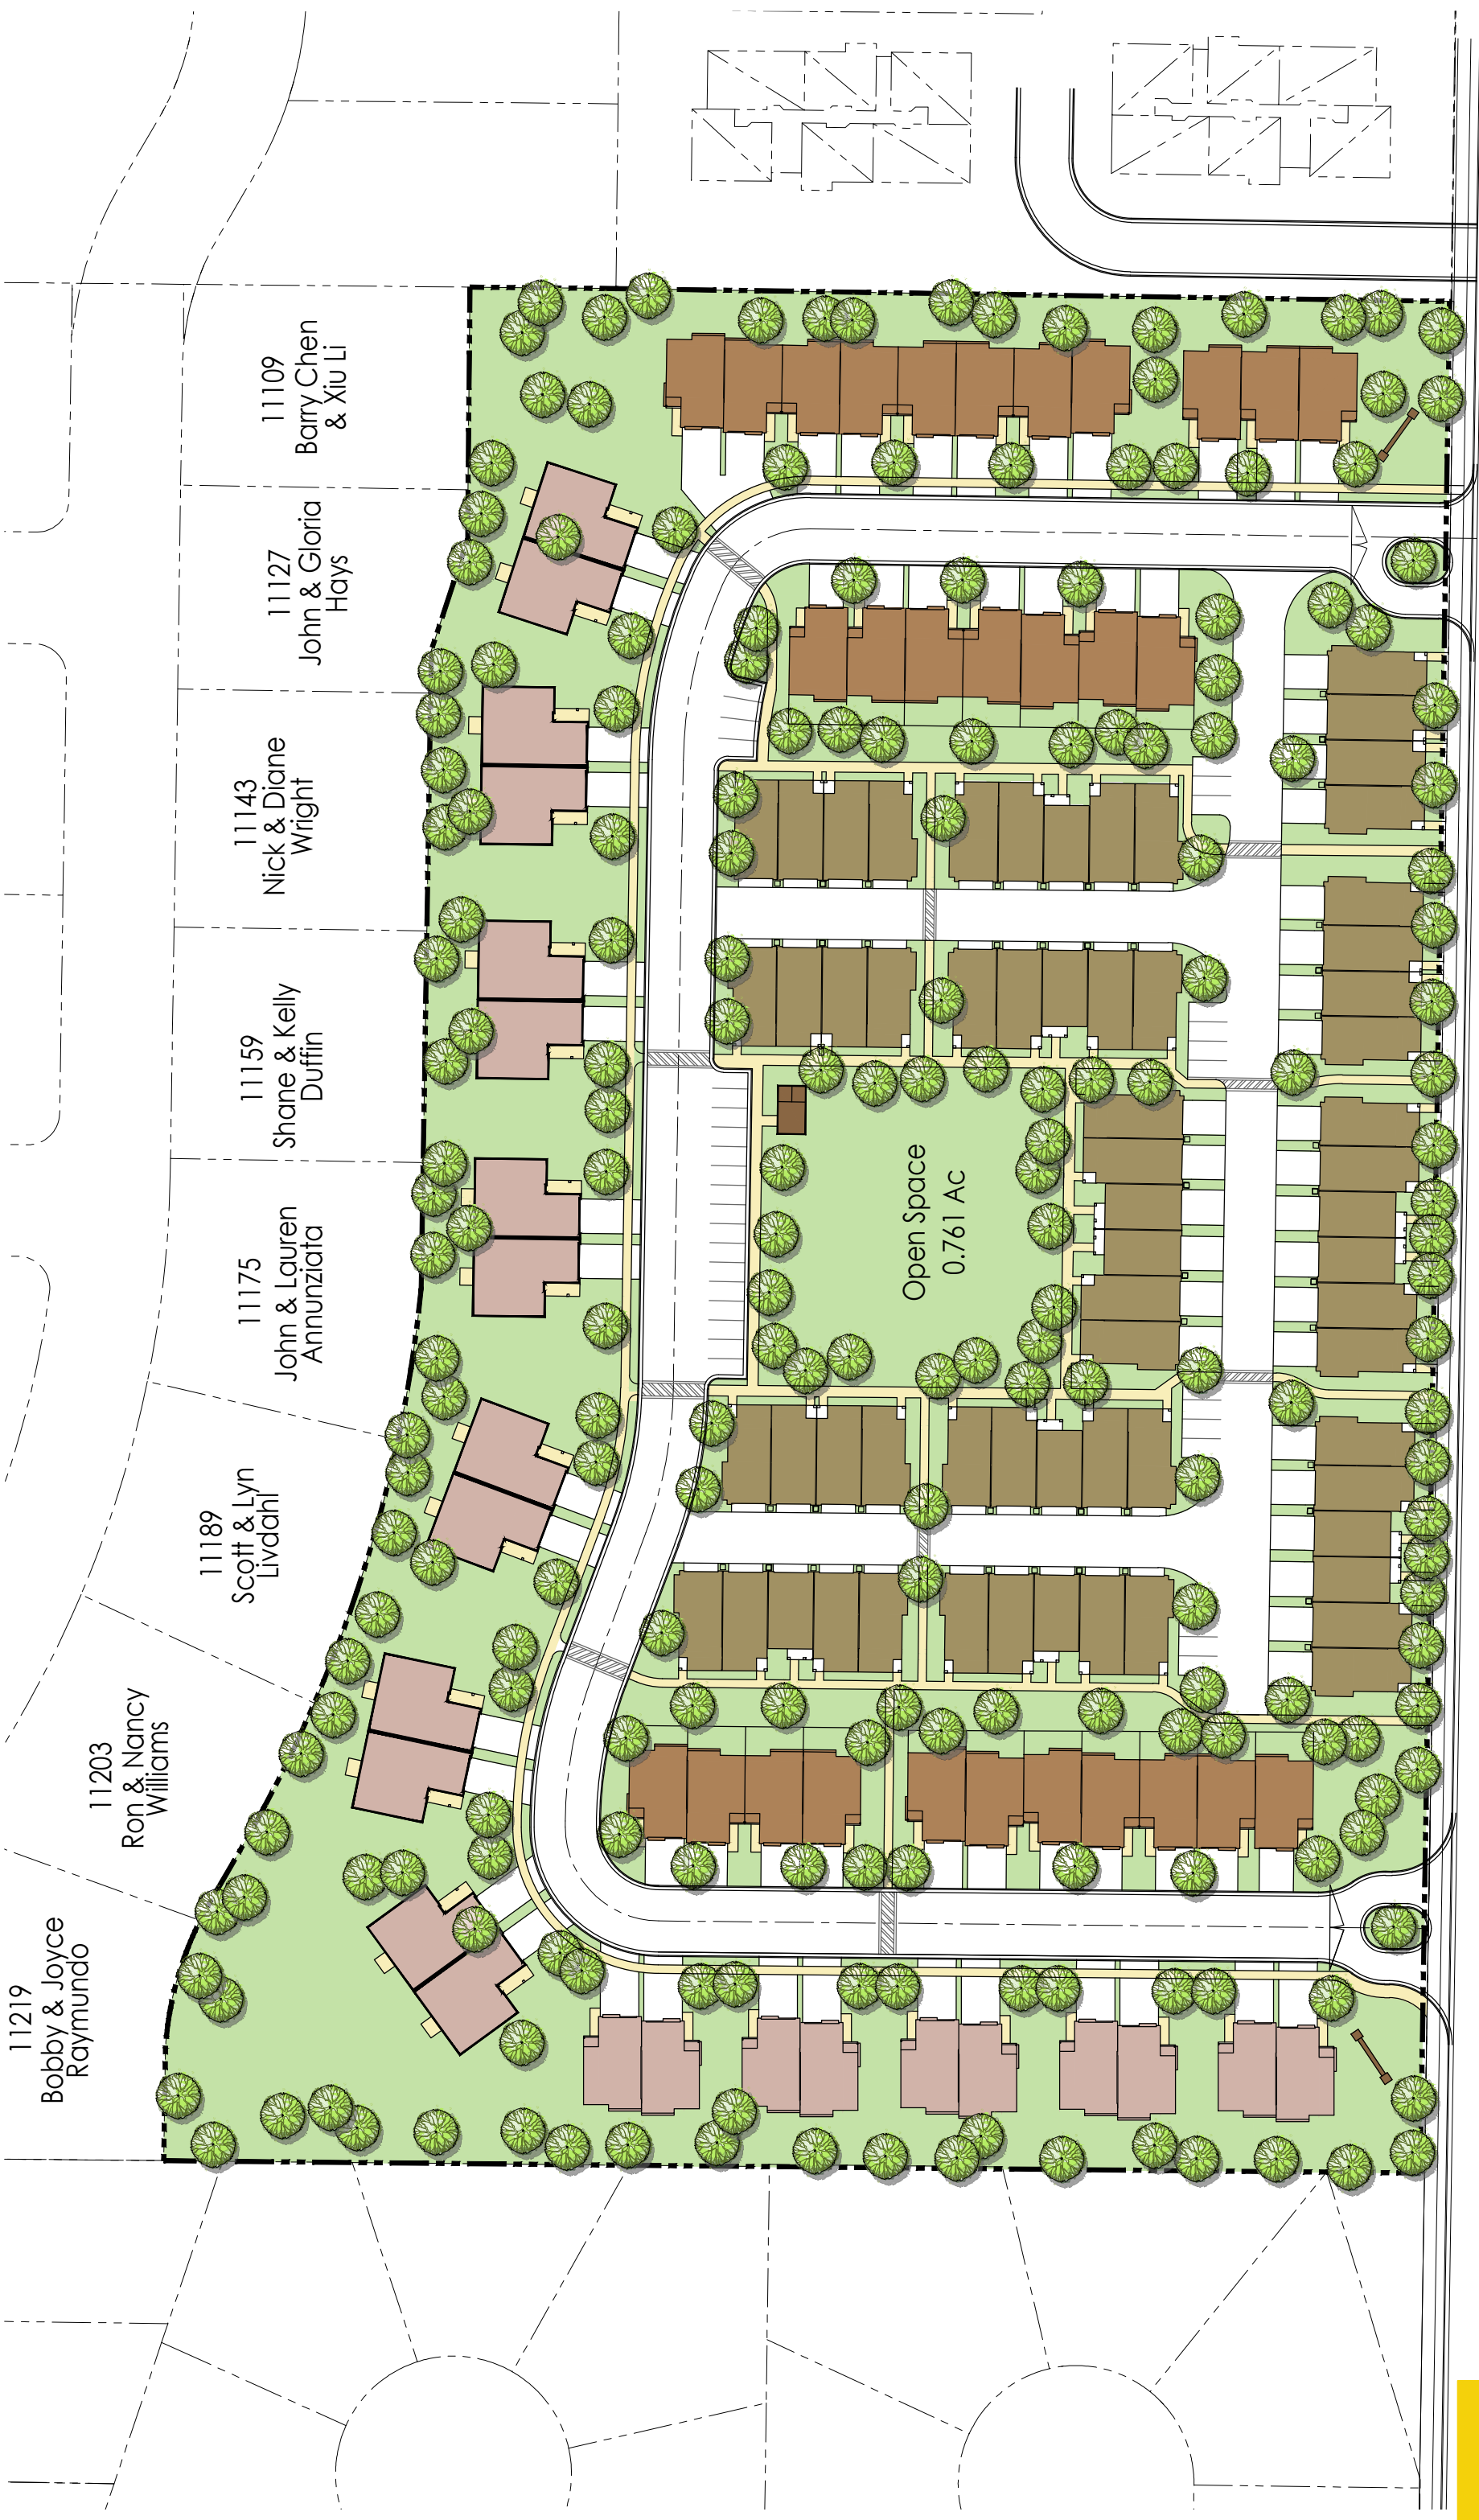 11109
Barry Chen
& Xiu Li
11127
John & Gloria
Hays
11143
Nick & Diane
Wright
11159
Shane & Kelly
Duffin
11175
John & Lauren
Annunziata
11189
Scott & Lyn
Livdahl
11203
Ron & Nancy
Williams
11219
Bobby & Joyce
Raymundo
Open Space
0.761 Ac